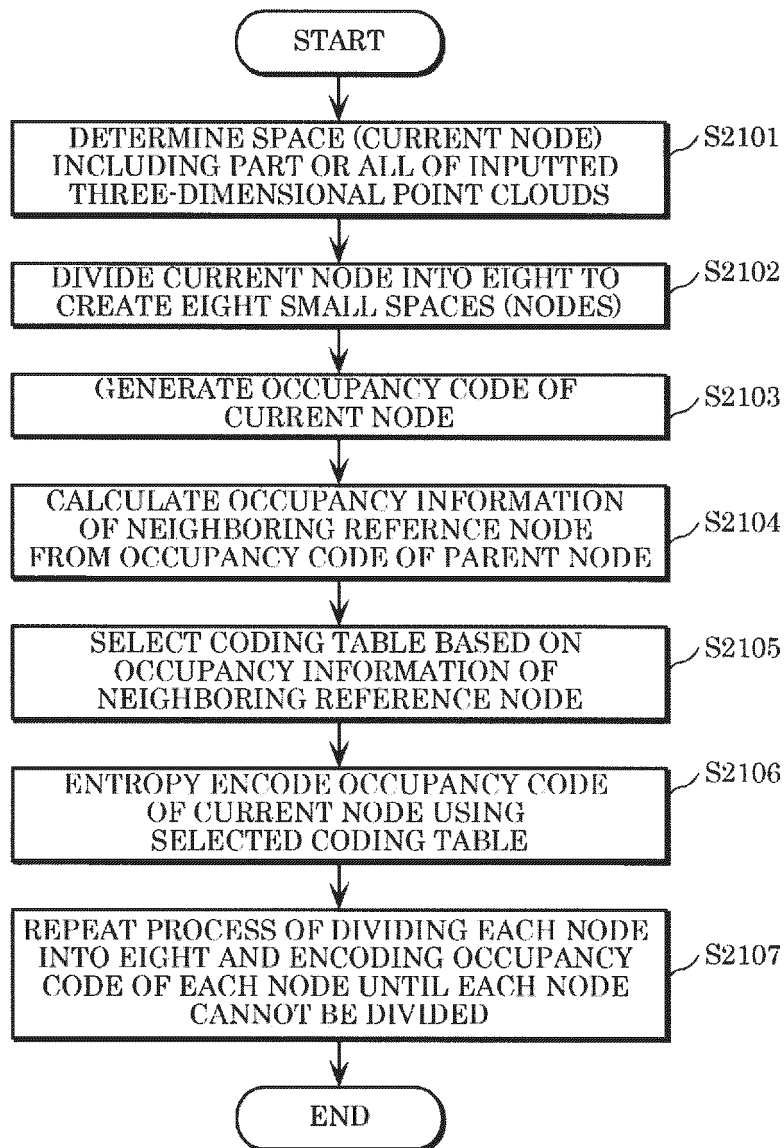 START
DETERMINE SPACE (CURRENT NODE)
INCLUDING PART OR ALL OF INPUTTED
THREE-DIMENSIONAL POINT CLOUDS
S2101
DIVIDE CURRENT NODE INTO EIGHT TO
CREATE EIGHT SMALL SPACES (NODES)
S2102
GENERATE OCCUPANCY CODE OF
CURRENT NODE
S2103
CALCULATE OCCUPANCY INFORMATION
OF NEIGHBORING REFERNCE NODE
FROM OCCUPANCY CODE OF PARENT NODE
S2104
SELECT CODING TABLE BASED ON
OCCUPANCY INFORMATION OF
NEIGHBORING REFERENCE NODE
S2105
ENTROPY ENCODE OCCUPANCY CODE
OF CURRENT NODE USING
SELECTED CODING TABLE
S2106
REPEAT PROCESS OF DIVIDING EACH NODE
INTO EIGHT AND ENCODING OCCUPANCY
CODE OF EACH NODE UNTIL EACH NODE
CANNOT BE DIVIDED
S2107
END